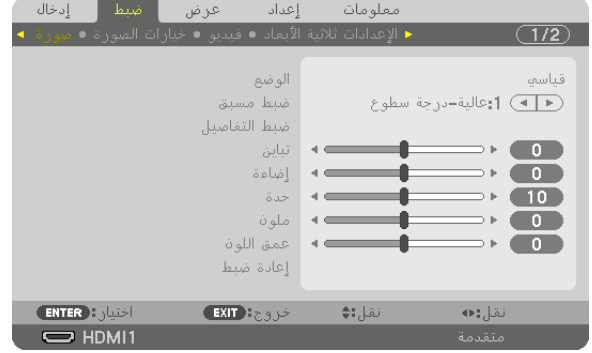 إدخال ضبط عرض إعداد معلومات
صورة ● خيارات الصورة ● فيديو ● الإعدادات ثلاثية الأبعاد 1/2
الوضع قياسي
ضبط مسبق 1:عالية-درجة سطوع
ضبط التفاصيل
تباين 0
إضاءة 0
حدة 10
ملون 0
عمق اللون 0
إعادة ضبط
ENTER:اختيار EXIT:خروج نقل: نقل:
HDMI1 متقدمة